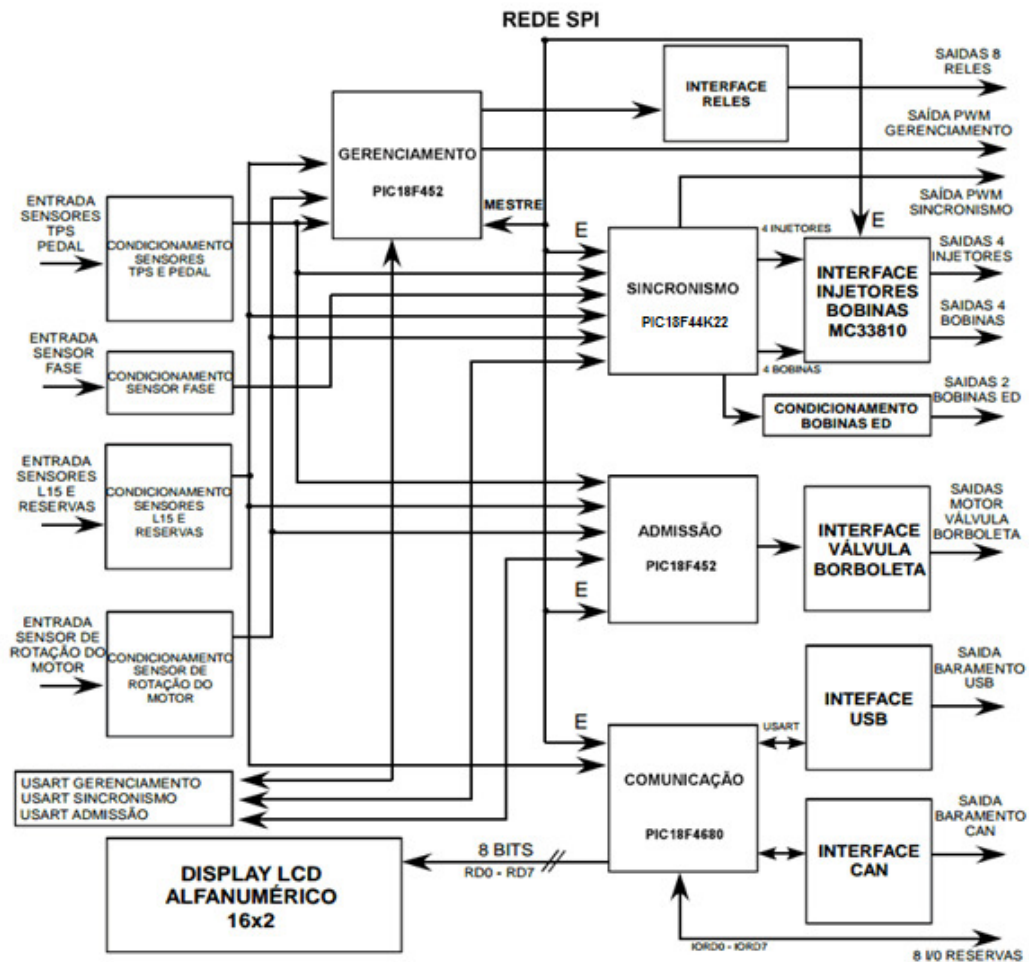 REDE SPI
SAIDAS 8
RELES
INTERFACE
RELES
SAÍDA PWM
GERENCIAMENTO
GERENCIAMENTO
PIC18F452
SAÍDA PWM
SINCRONISMO
MESTRE
ENTRADA
SENSORES
TPS
PEDAL
CONDICIONAMENTO
SENSORES
TPS E PEDAL
E
E
4 INJETORES
SINCRONISMO
PIC18F44K22
4 BOBINAS
INTERFACE
INJETORES
BOBINAS
MC33810
SAIDAS 4
INJETORES
SAIDAS 4
BOBINAS
ENTRADA
SENSOR
FASE
CONDICIONAMENTO
SENSOR FASE
CONDICIONAMENTO
BOBINAS ED
SAIDAS 2
BOBINAS ED
ENTRADA
SENSORES
L15 E
RESERVAS
CONDICIONAMENTO
SENSORES
L15 E
RESERVAS
ADMISSÃO
PIC18F452
E
INTERFACE
VÁLVULA
BORBOLETA
SAIDAS
MOTOR
VÁLVULA
BORBOLETA
ENTRADA
SENSOR DE
ROTAÇÃO DO
MOTOR
CONDICIONAMENTO
SENSOR DE
ROTAÇÃO DO
MOTOR
E
COMUNICAÇÃO
PIC18F4680
USART
INTEFACE
USB
SAIDA
BARAMENTO
USB
USART GERENCIAMENTO
USART SINCRONISMO
USART ADMISSÃO
INTERFACE
CAN
SAIDA
BARAMENTO
CAN
8 BITS
RD0 - RD7
DISPLAY LCD
ALFANUMÉRICO
16x2
IORD0 - IORD7
8 I/0 RESERVAS